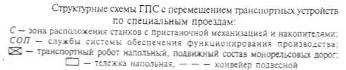 Структурные схемы ГПС с перемещением транспортных устройств
по специальным проездам:
С — зона расположения станков с пристаночной механизацией и накопителями;
СОП — службы системы обеспечения функционирования производства;
— транспортный робот напольный, подвижный состав монорельсовых дорог;
— тележка напольная, — — — конвейер подвесной